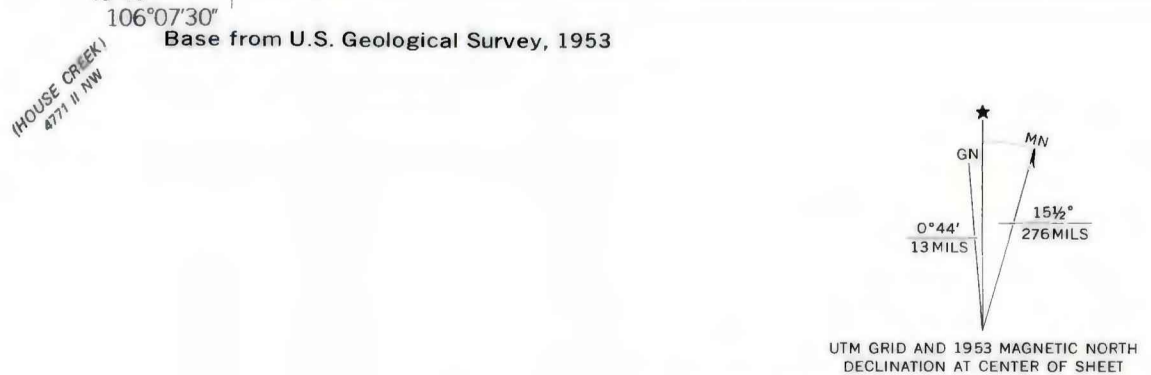 106°07'30"
Base from U.S. Geological Survey, 1953
(HOUSE CREEK)
4771 II NW
★
GN
MN
0°44'
13 MILS
15½°
276 MILS
UTM GRID AND 1953 MAGNETIC NORTH
DECLINATION AT CENTER OF SHEET